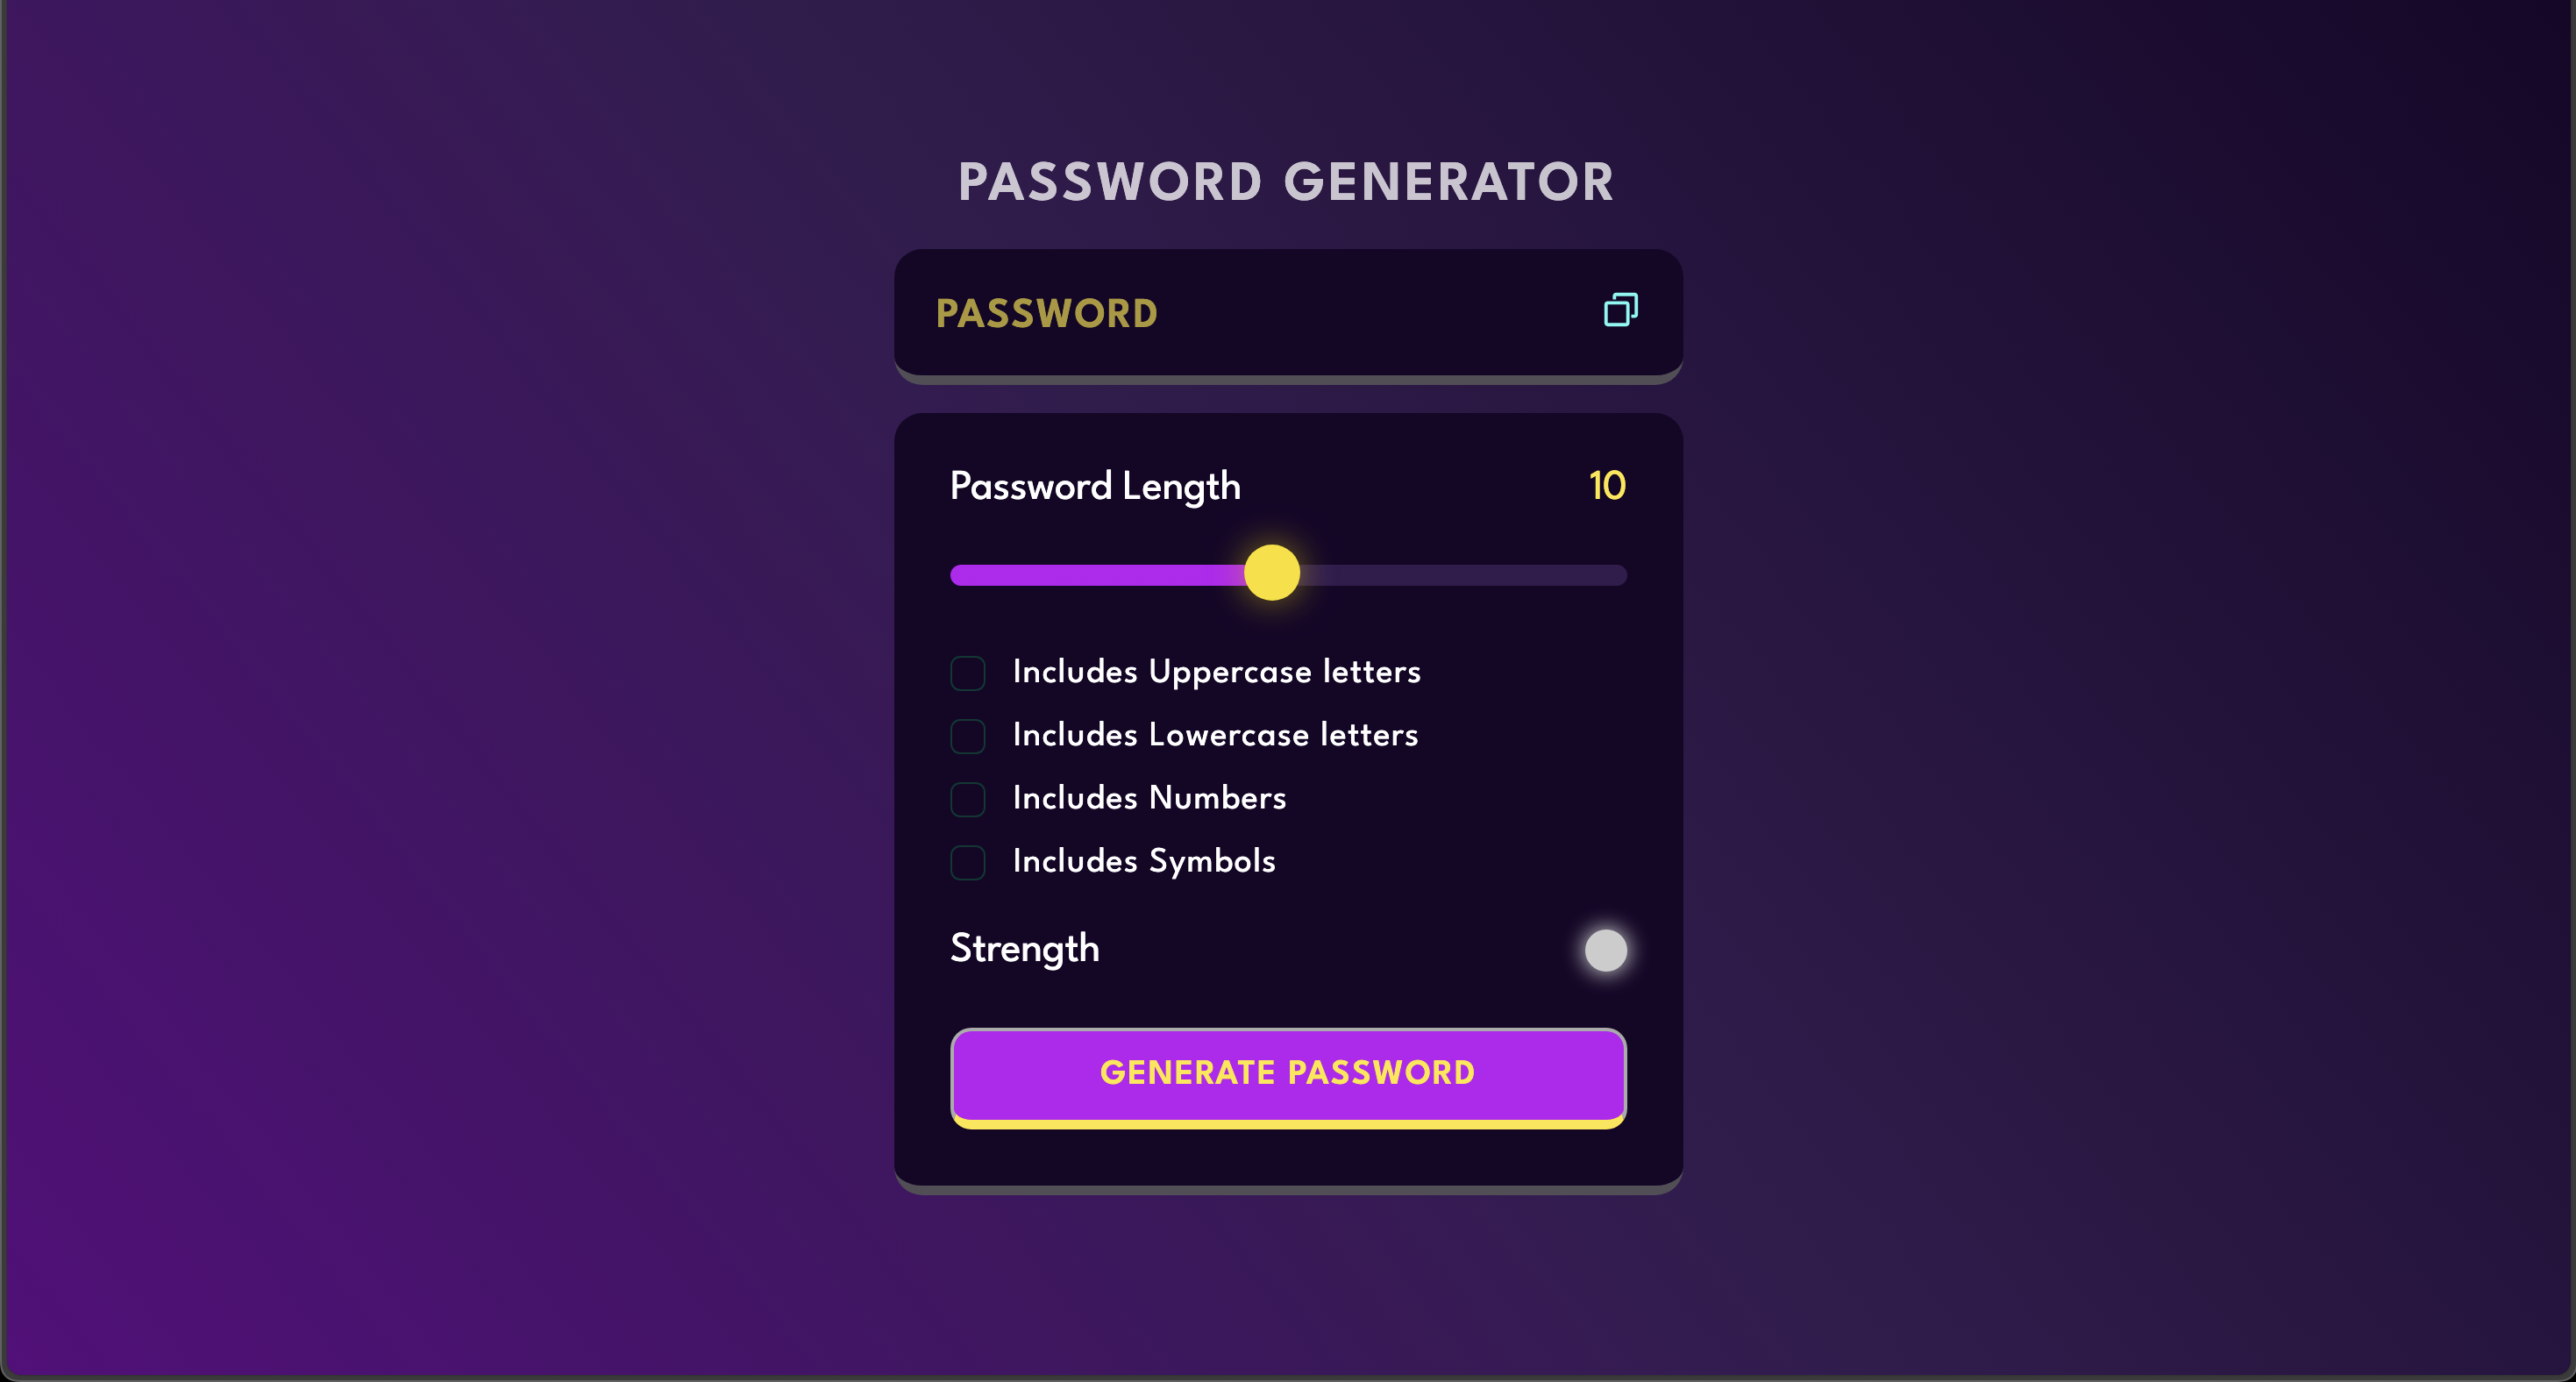 PASSWORD GENERATOR
PASSWORD
Password Length 10
Includes Uppercase letters
Includes Lowercase letters
Includes Numbers
Includes Symbols
Strength
GENERATE PASSWORD